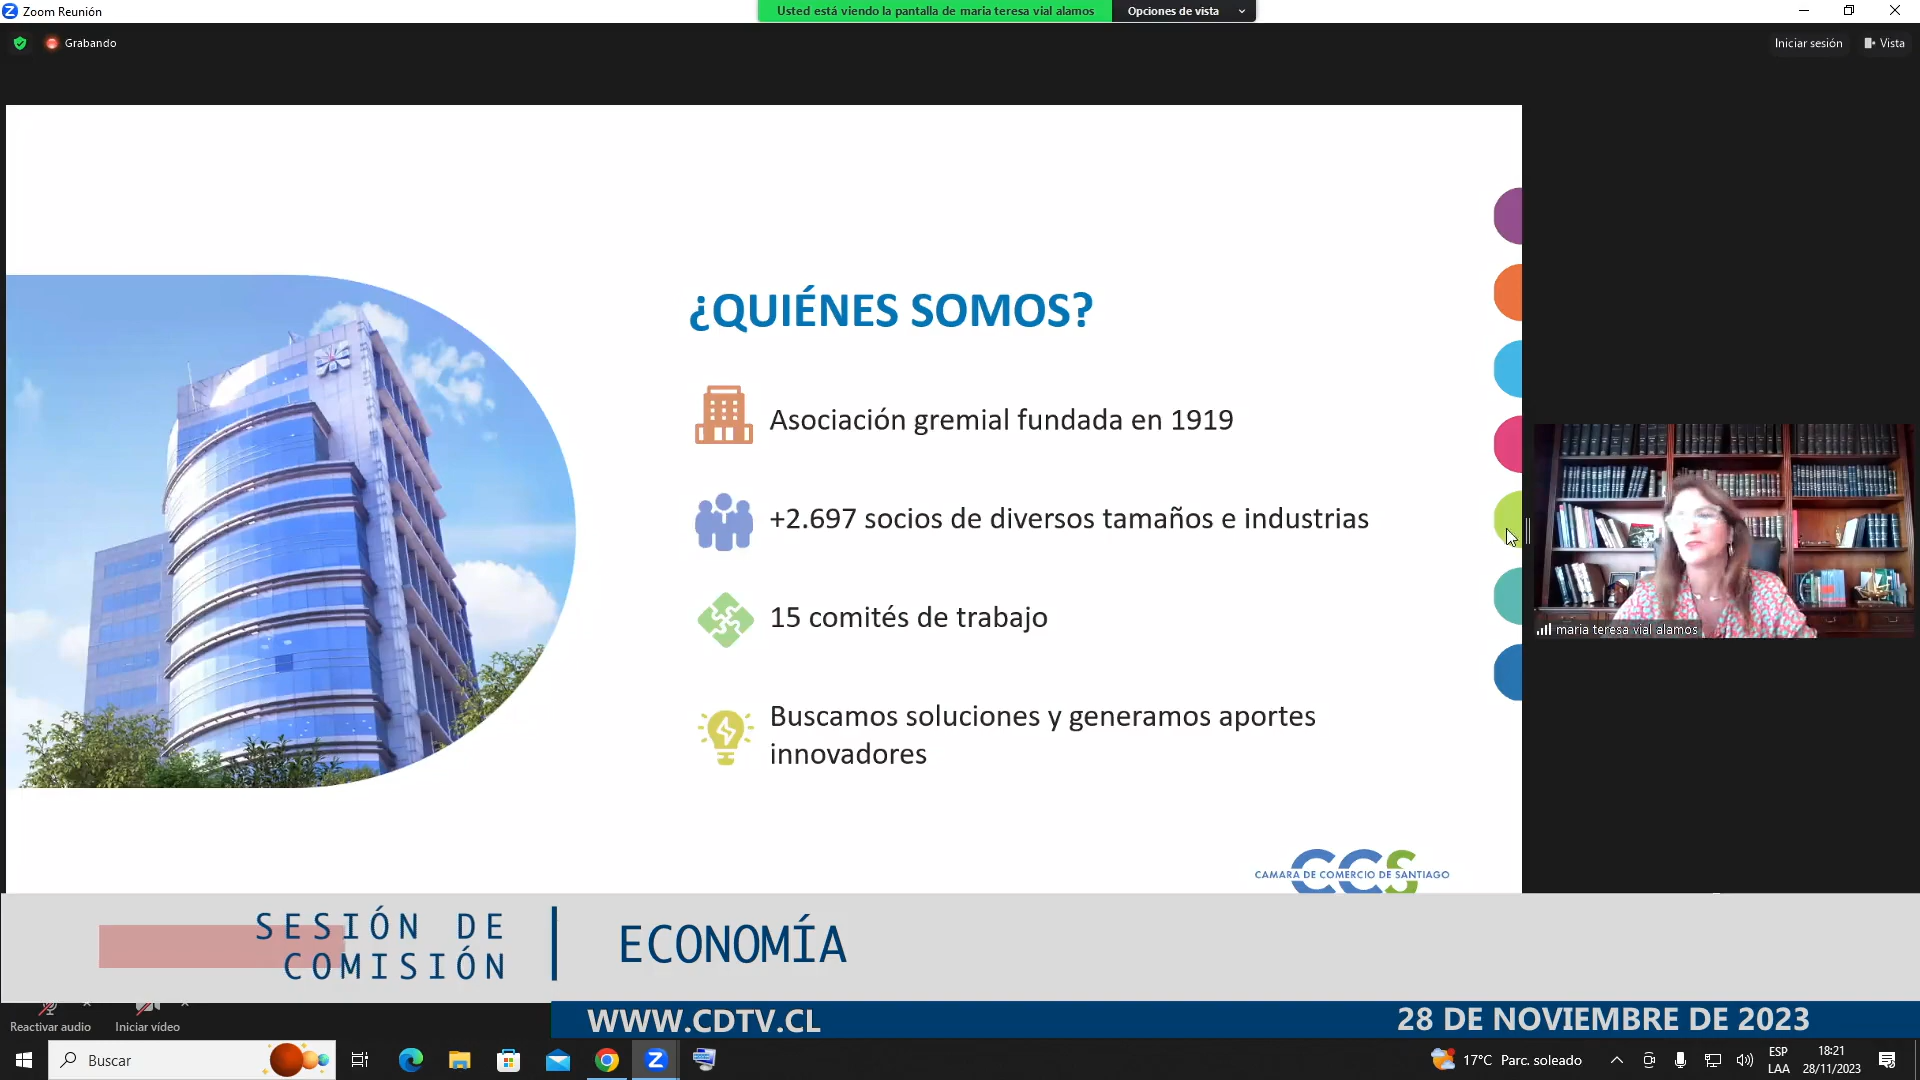 Zoom Reunión
Usted está viendo la pantalla de maria teresa vial alamos
Opciones de vista
Grabando
Iniciar sesión
Vista
¿QUIÉNES SOMOS?
Asociación gremial fundada en 1919
+2.697 socios de diversos tamaños e industrias
15 comités de trabajo
Buscamos soluciones y generamos aportes
innovadores
maria teresa vial alamos
CCS
CAMARA DE COMERCIO DE SANTIAGO
SESIÓN DE
COMISIÓN
ECONOMÍA
Reactivar audio
Iniciar vídeo
WWW.CDTV.CL
28 DE NOVIEMBRE DE 2023
Buscar
17°C Parc. soleado
ESP
LAA
18:21
28/11/2023